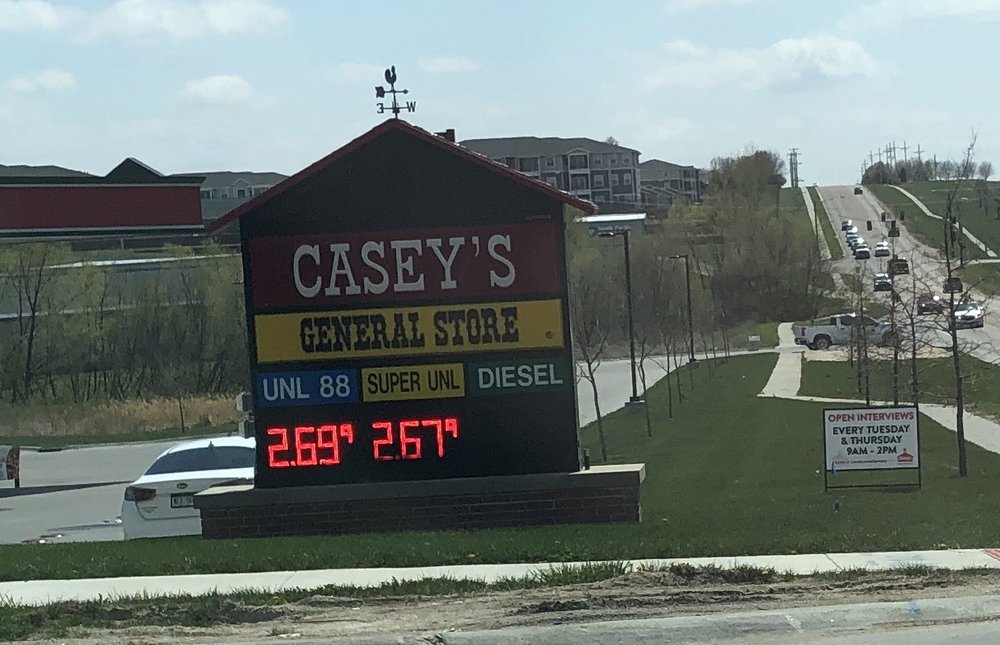 W
CASEY'S
GENERAL STORE ®
UNL 88 SUPER UNL DIESEL
2.69⁹ 2.67⁹
OPEN INTERVIEWS
EVERY TUESDAY
& THURSDAY
9AM - 2PM